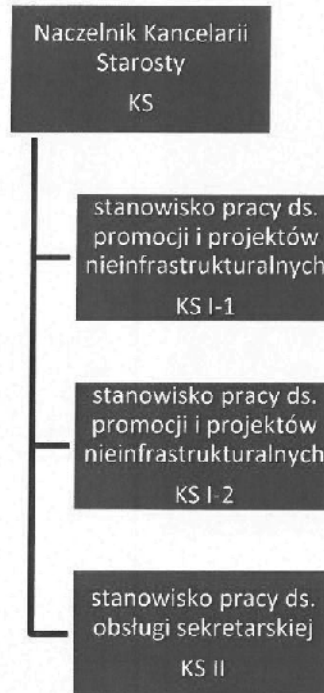 Naczelnik Kancelarii
Starosty
KS
stanowisko pracy ds.
promocji i projektów
nieinfrastrukturalnych
KS I-1
stanowisko pracy ds.
promocji i projektów
nieinfrastrukturalnych
KS I-2
stanowisko pracy ds.
obsługi sekretarskiej
KS II